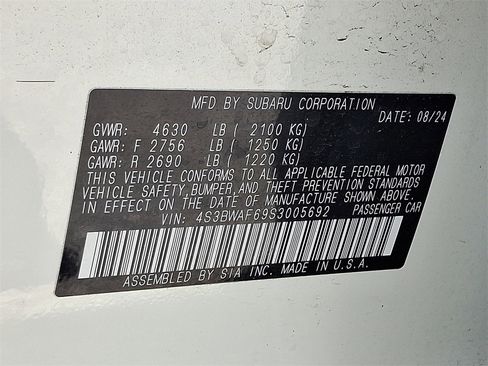 MFD BY SUBARU CORPORATION
DATE: 08/24
GVWR: 4630 LB ( 2100 KG)
GAWR: F 2756 LB ( 1250 KG)
GAWR: R 2690 LB ( 1220 KG)
THIS VEHICLE CONFORMS TO ALL APPLICABLE FEDERAL MOTOR
VEHICLE SAFETY, BUMPER, AND THEFT PREVENTION STANDARDS
IN EFFECT ON THE DATE OF MANUFACTURE SHOWN ABOVE.
VIN: 4S3BWAF69S3005692 PASSENGER CAR
ASSEMBLED BY SIA INC. MADE IN U.S.A.